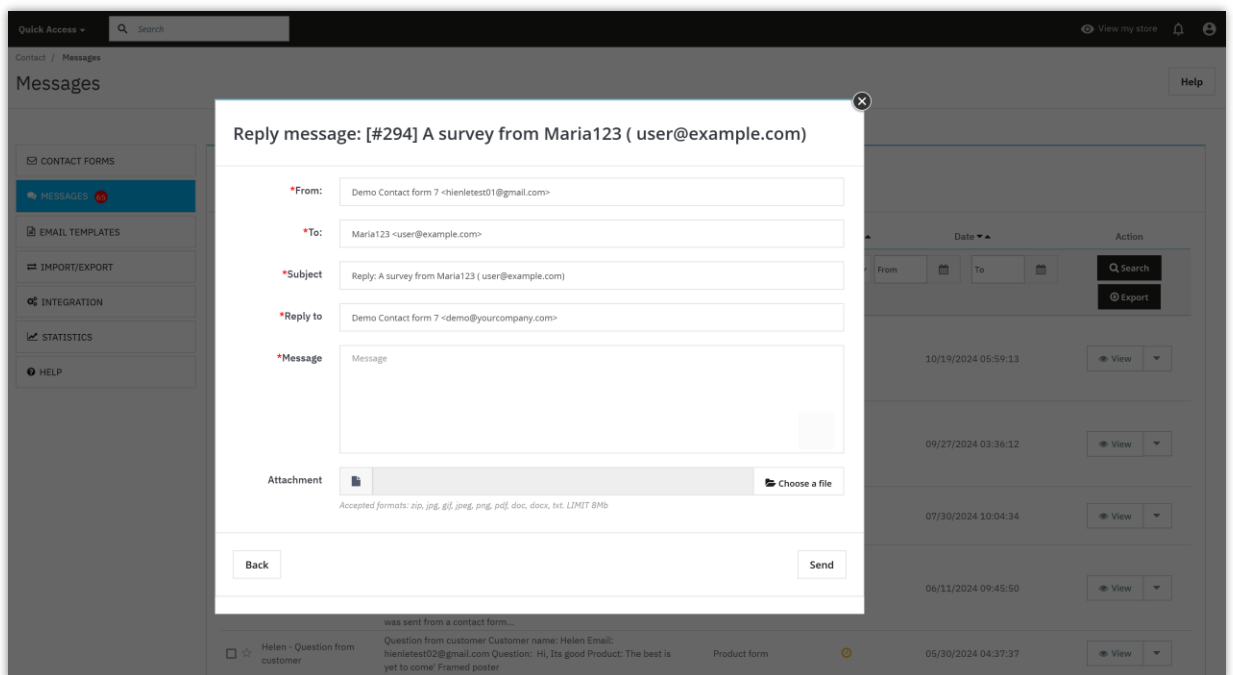 Quick Access
Search
View my store
Contact / Messages
Messages
Help
Reply message: [#294] A survey from Maria123 ( user@example.com)
CONTACT FORMS
MESSAGES 65
EMAIL TEMPLATES
IMPORT/EXPORT
INTEGRATION
STATISTICS
HELP
*From:
Demo Contact form 7 <hienletest01@gmail.com>
*To:
Maria123 <user@example.com>
*Subject
Reply: A survey from Maria123 ( user@example.com)
*Reply to
Demo Contact form 7 <demo@yourcompany.com>
*Message
Message
Attachment
Choose a file
Accepted formats: zip, jpg, gif, jpeg, png, pdf, doc, docx, txt. LIMIT 8Mb
Back
Send
Date
Action
From
To
Search
Export
10/19/2024 05:59:13
View
09/27/2024 03:36:12
View
07/30/2024 10:04:34
View
06/11/2024 09:45:50
View
was sent from a contact form...
Helen - Question from
customer
Question from customer Customer name: Helen Email:
hienletest02@gmail.com Question: Hi, Its good Product: The best is
yet to come' Framed poster
Product form
05/30/2024 04:37:37
View